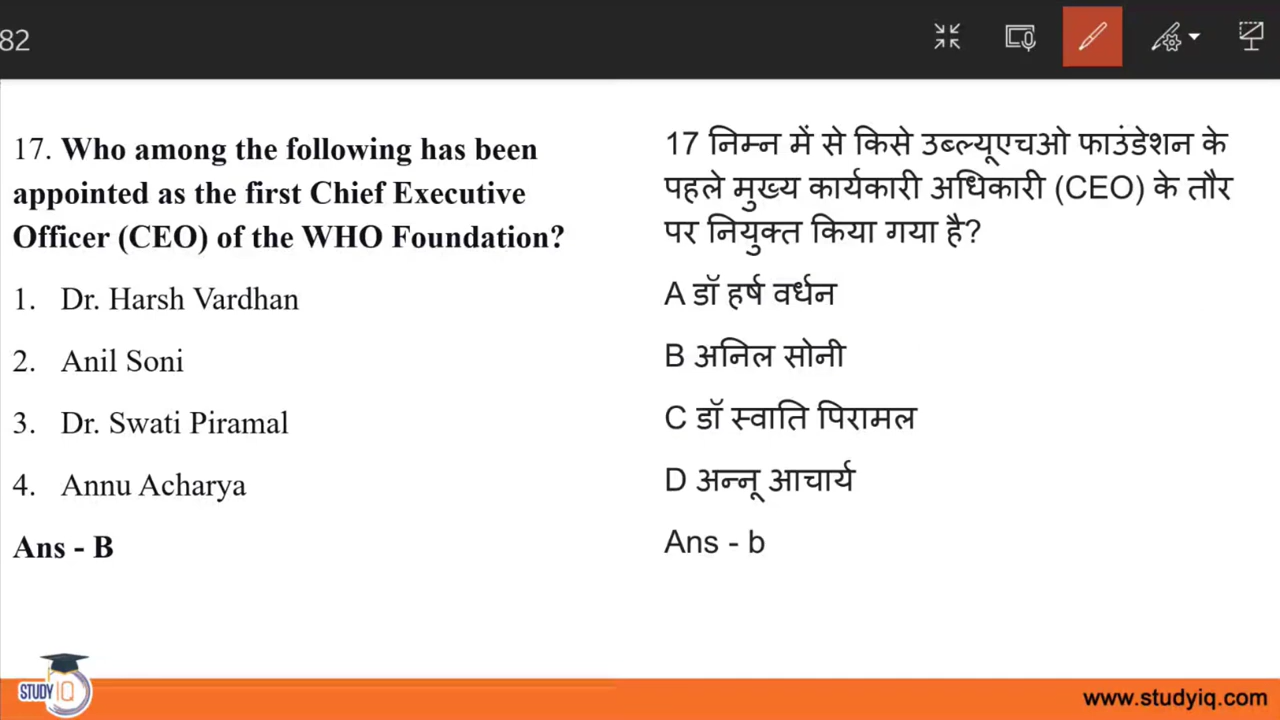 82
17. Who among the following has been
appointed as the first Chief Executive
Officer (CEO) of the WHO Foundation?
1. Dr. Harsh Vardhan
2. Anil Soni
3. Dr. Swati Piramal
4. Annu Acharya
Ans - B
17 निम्न में से किसे उब्ल्यूएचओ फाउंडेशन के
पहले मुख्य कार्यकारी अधिकारी (CEO) के तौर
पर नियुक्त किया गया है?
A डॉ हर्ष वर्धन
B अनिल सोनी
C डॉ स्वाति पिरामल
D अन्नू आचार्य
Ans - b
STUDY IQ
www.studyiq.com